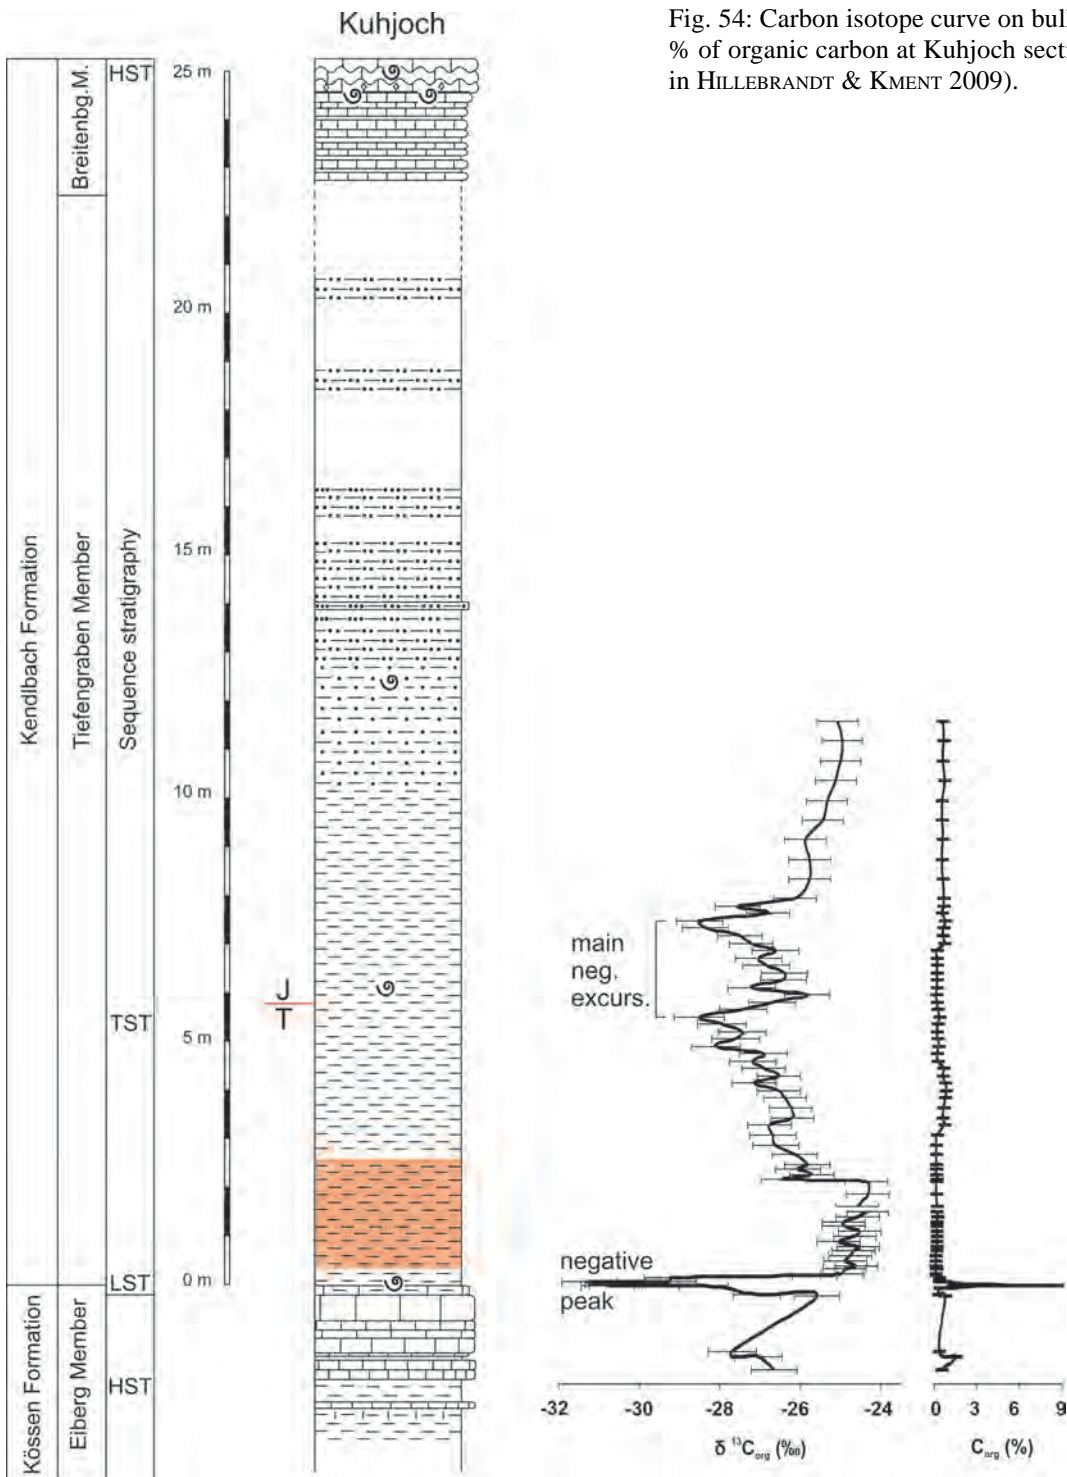 Kuhjoch
Fig. 54: Carbon isotope curve on bul
% of organic carbon at Kuhjoch secti
in HILLEBRANDT & KMENT 2009).
Kendlbach Formation
Kössen Formation
Breitenbg.M.
Tiefengraben Member
Eiberg Member
Sequence stratigraphy
HST
TST
LST
HST
25 m
20 m
15 m
10 m
5 m
0 m
J
T
main
neg.
excurs.
negative
peak
-32 -30 -28 -26 -24
δ ¹³Corg (‰)
0 3 6 9
Corg (%)